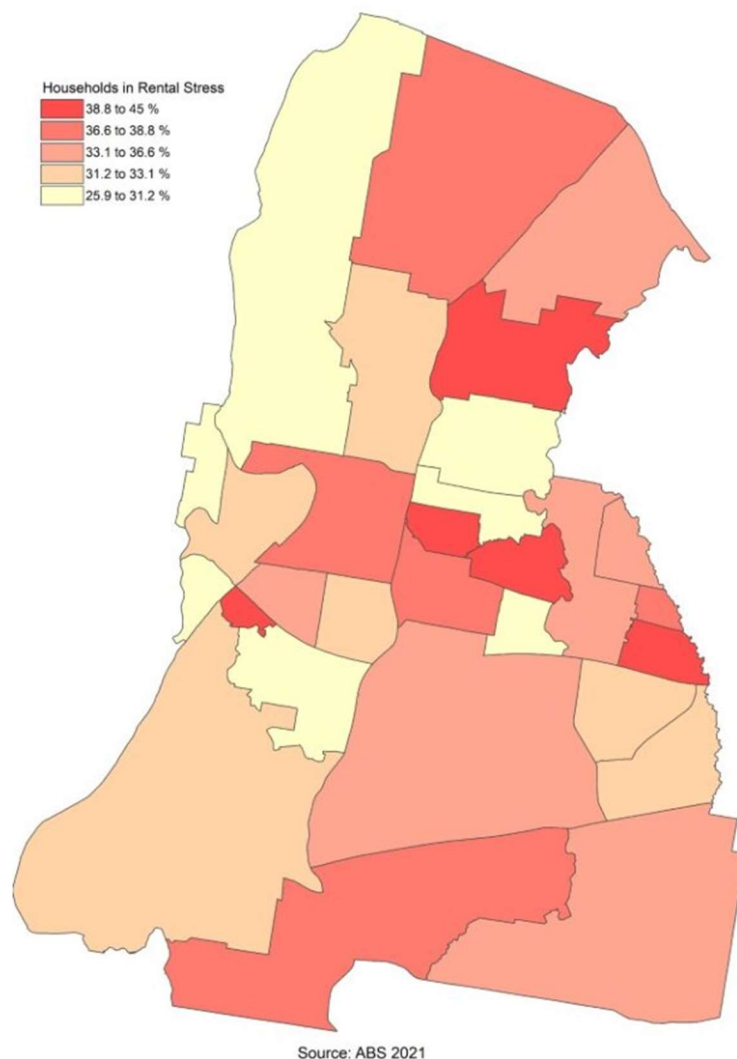 Households in Rental Stress
38.8 to 45 %
36.6 to 38.8 %
33.1 to 36.6 %
31.2 to 33.1 %
25.9 to 31.2 %
Source: ABS 2021